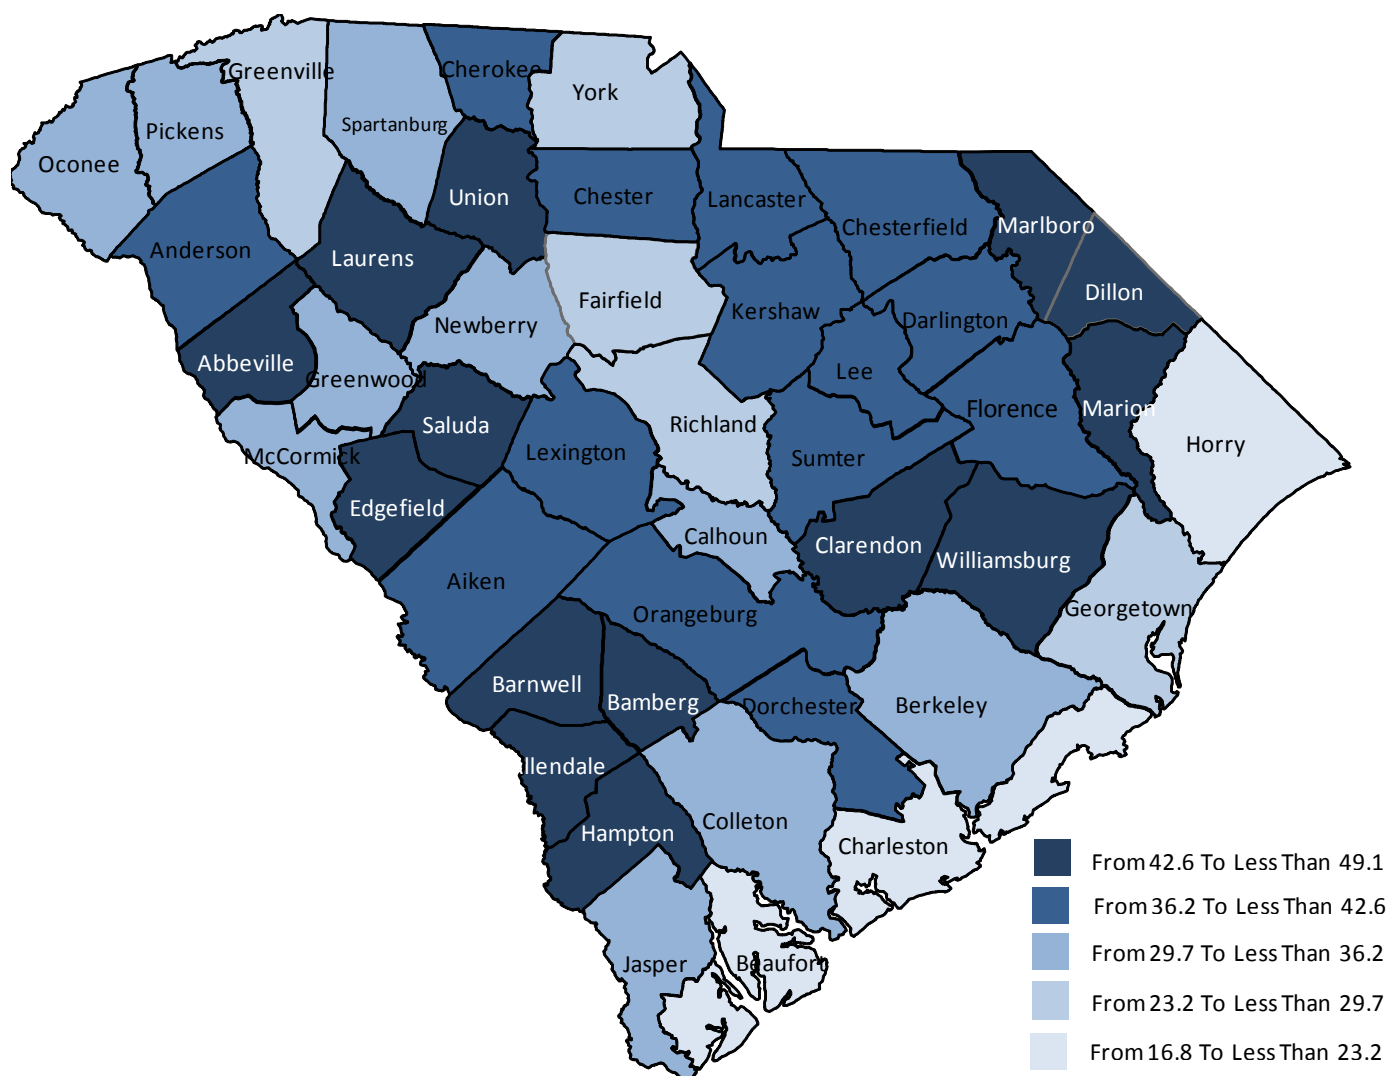 Greenville
Cherokee
York
Spartanburg
Pickens
Oconee
Union
Chester
Lancaster
Chesterfield
Marlboro
Anderson
Laurens
Dillon
Fairfield
Kershaw
Darlington
Newberry
Abbeville
Greenwood
Lee
Florence
Marion
Saluda
Richland
Horry
McCormick
Lexington
Sumter
Edgefield
Calhoun
Clarendon
Williamsburg
Aiken
Orangeburg
Georgetown
Barnwell
Bamberg
Dorchester
Berkeley
llendale
Hampton
Colleton
Charleston
Jasper
Beaufort
From 42.6 To Less Than 49.1
From 36.2 To Less Than 42.6
From 29.7 To Less Than 36.2
From 23.2 To Less Than 29.7
From 16.8 To Less Than 23.2